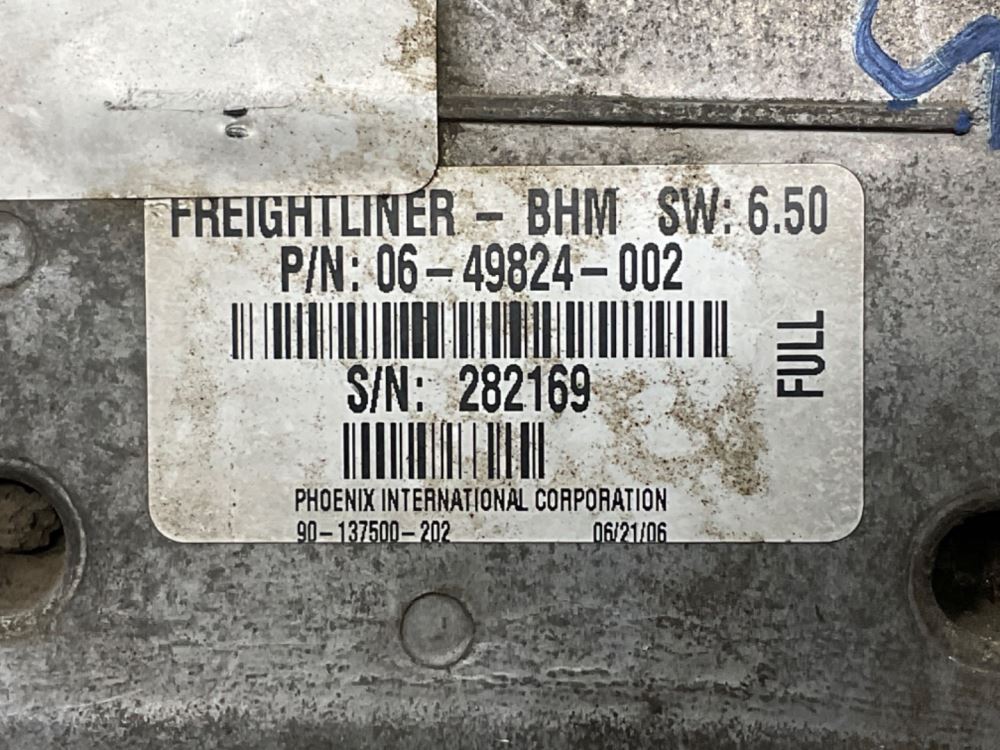 FREIGHTLINER - BHM SW: 6.50
P/N: 06-49824-002
S/N: 282169
FULL
PHOENIX INTERNATIONAL CORPORATION
90-137500-202 06/21/06